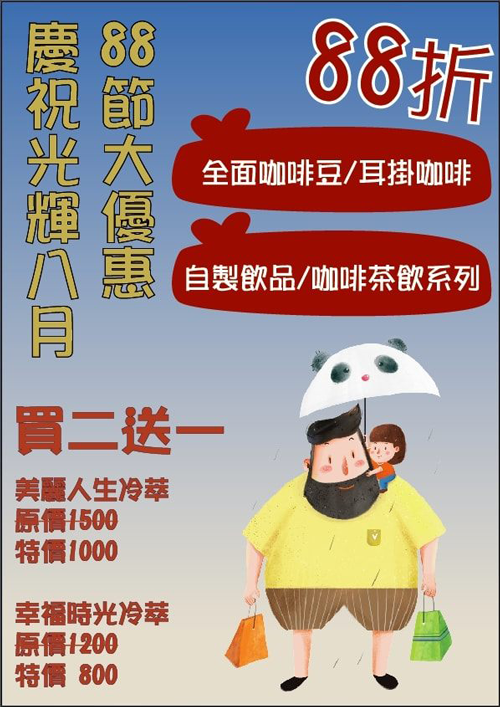 慶祝光輝八月
88節大優惠
88折
全面咖啡豆/耳掛咖啡
自製飲品/咖啡茶飲系列
買二送一
美麗人生冷萃
原價1500
特價1000
幸福時光冷萃
原價1200
特價 800
V